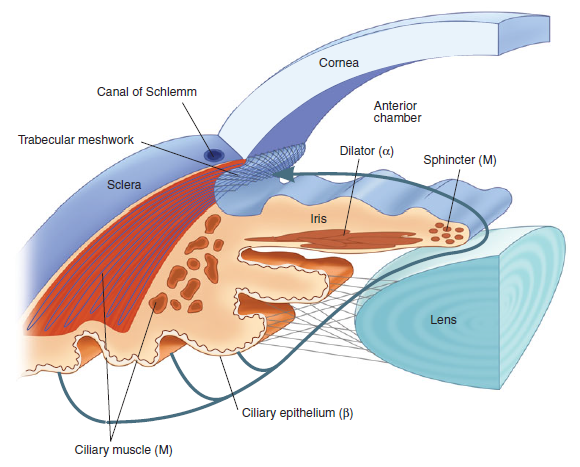 Cornea
Canal of Schlemm
Anterior
chamber
Trabecular meshwork
Dilator (α)
Sphincter (M)
Sclera
Iris
Lens
Ciliary epithelium (β)
Ciliary muscle (M)